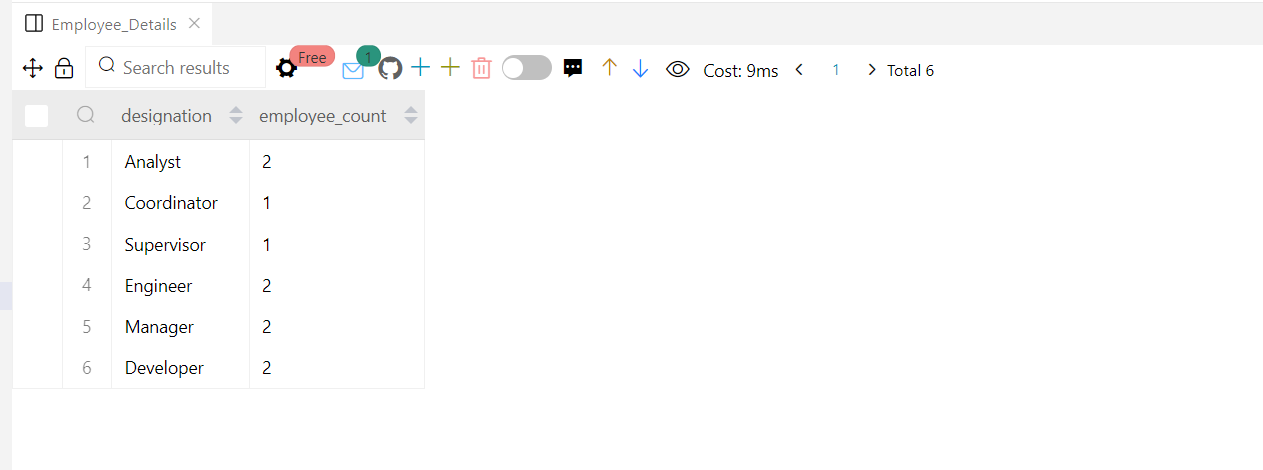 Employee_Details
Search results Free 1 Cost: 9ms 1 Total 6
designation employee_count
1 Analyst 2
2 Coordinator 1
3 Supervisor 1
4 Engineer 2
5 Manager 2
6 Developer 2